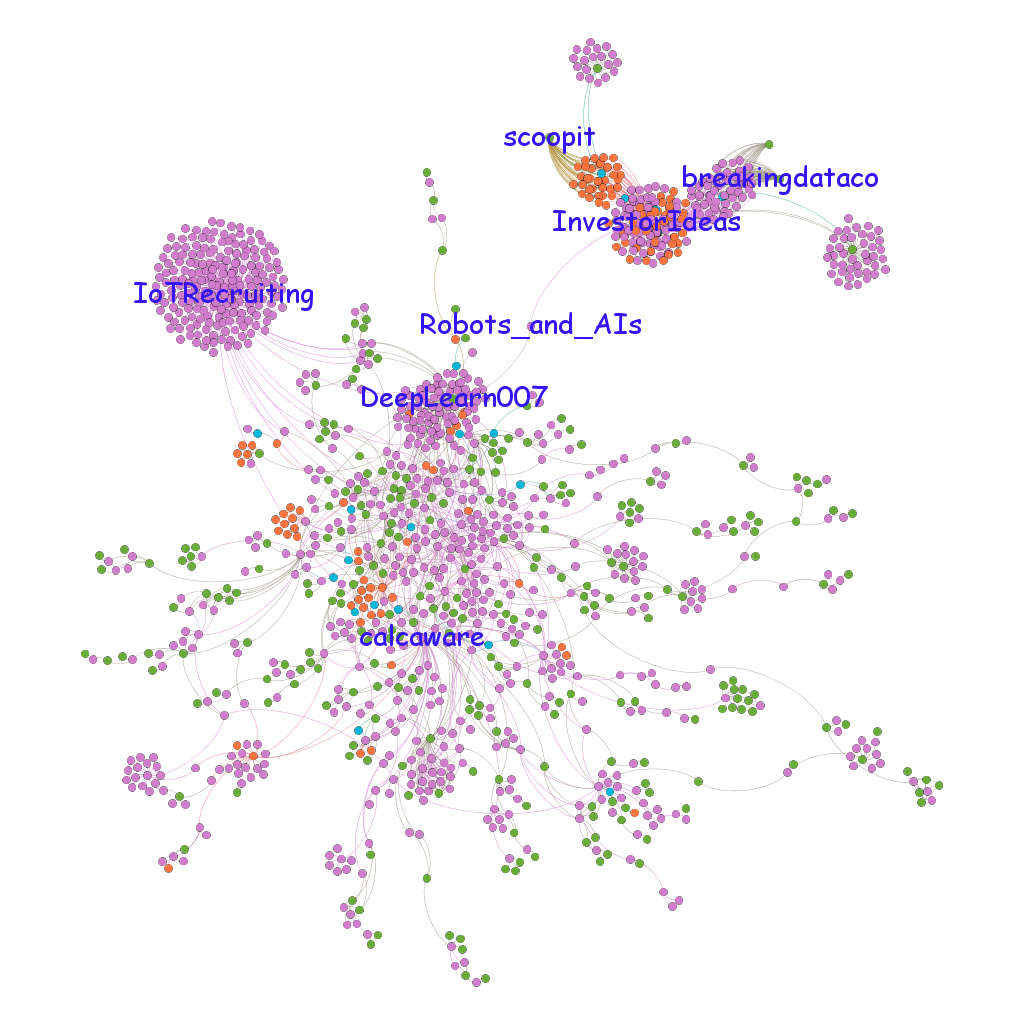 scoopit
breakingdataco
InvestorIdeas
IoTRecruiting
Robots_and_AIs
DeepLearn007
calcaware